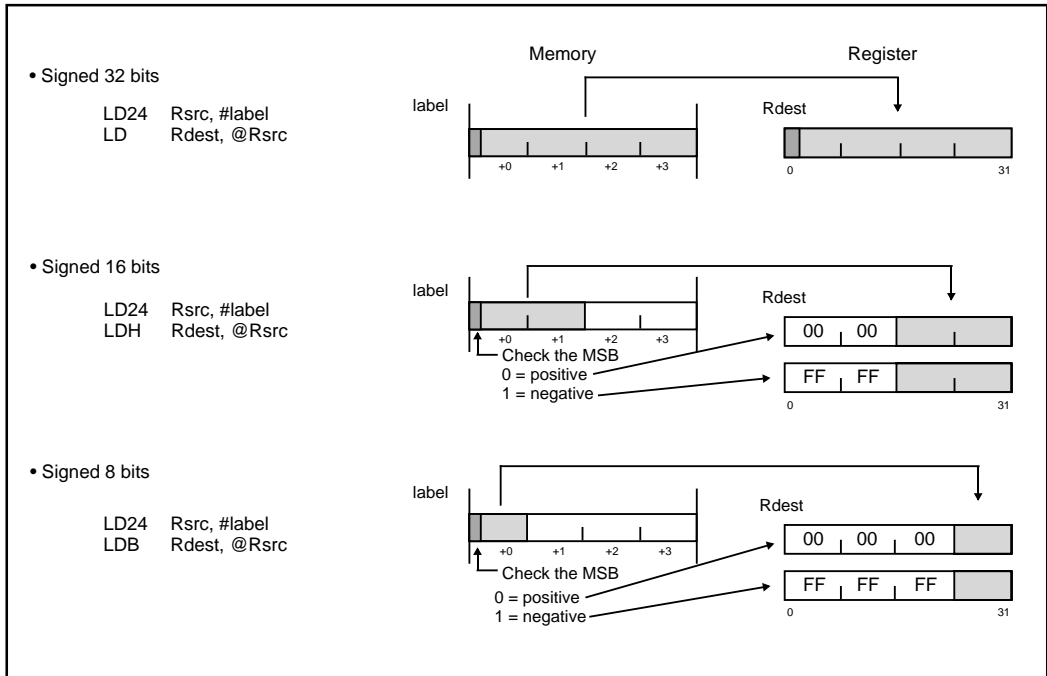 Memory Register
• Signed 32 bits
LD24 Rsrc, #label
LD Rdest, @Rsrc
label
Rdest
+0 +1 +2 +3
0 31
• Signed 16 bits
LD24 Rsrc, #label
LDH Rdest, @Rsrc
label
Rdest
+0 +1 +2 +3
00 00
Check the MSB
0 = positive
1 = negative
FF FF
0 31
• Signed 8 bits
LD24 Rsrc, #label
LDB Rdest, @Rsrc
label
Rdest
+0 +1 +2 +3
00 00 00
Check the MSB
0 = positive
1 = negative
FF FF FF
0 31